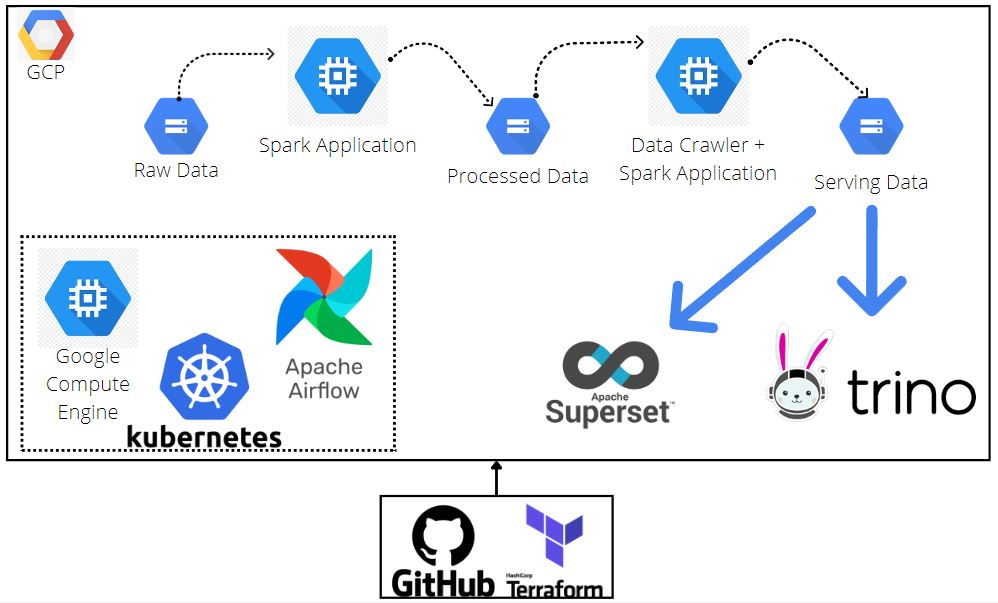 GCP
Raw Data
Spark Application
Processed Data
Data Crawler +
Spark Application
Serving Data
Google
Compute
Engine
kubernetes
Apache
Airflow
Apache
Superset™
trino
GitHub
HashiCorp
Terraform